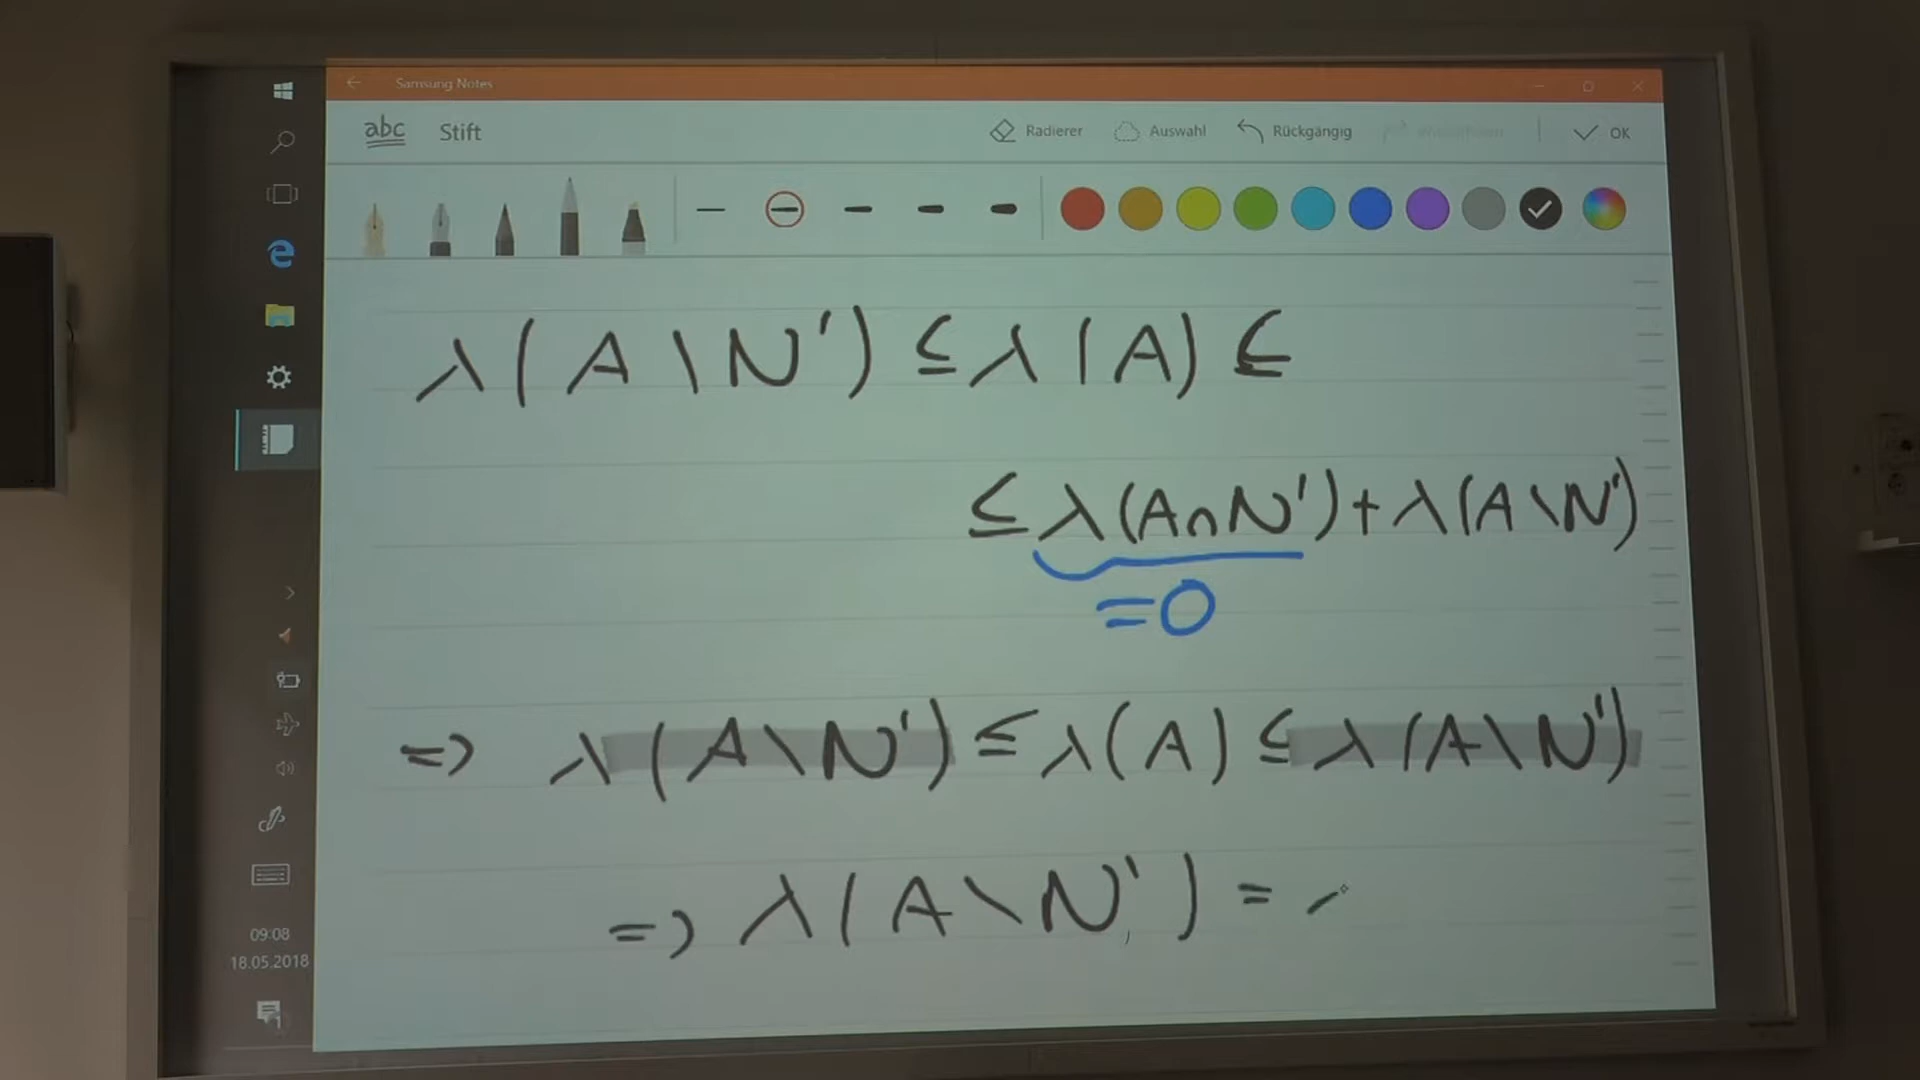 Samsung Notes
abc Stift Radierer Auswahl Rückgängig OK
λ(A \ N') ≤ λ(A) ≤
≤ λ(A∩N') + λ(A \ N')
=0
=> λ(A \ N') ≤ λ(A) ≤ λ(A \ N')
=> λ(A \ N') =
09:08
18.05.2018